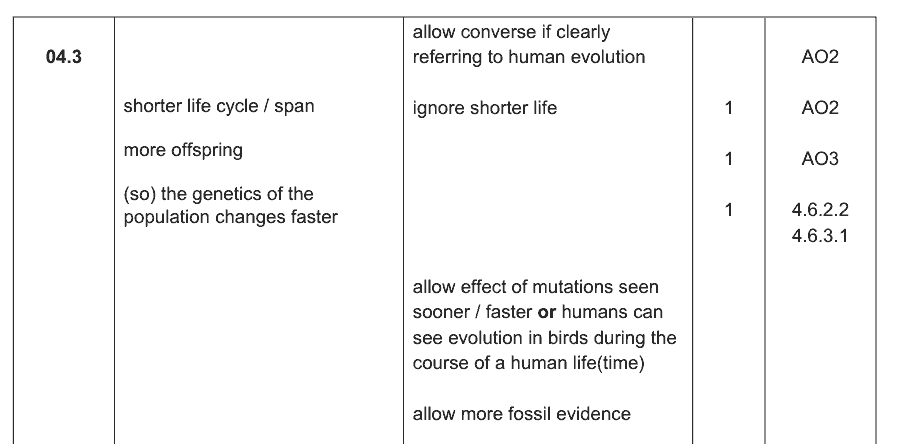 allow converse if clearly
04.3 referring to human evolution AO2
shorter life cycle / span ignore shorter life 1 AO2
more offspring
1 AO3
(so) the genetics of the
population changes faster 1 4.6.2.2
4.6.3.1
allow effect of mutations seen
sooner / faster or humans can
see evolution in birds during the
course of a human life(time)
allow more fossil evidence